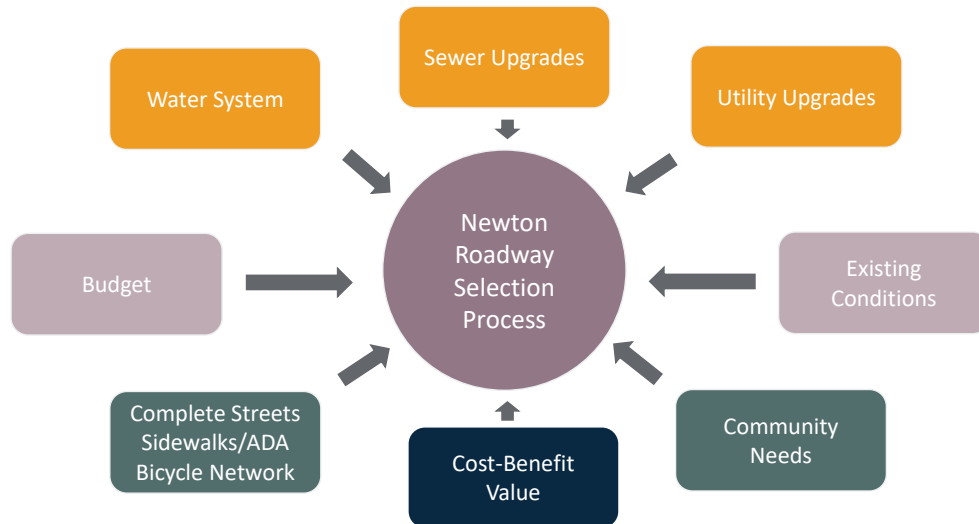 Sewer Upgrades
Water System
Utility Upgrades
Newton
Roadway
Selection
Process
Budget
Existing
Conditions
Complete Streets
Sidewalks/ADA
Bicycle Network
Cost-Benefit
Value
Community
Needs